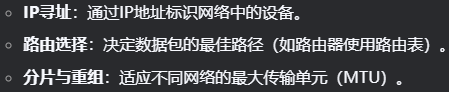 • IP寻址：通过IP地址标识网络中的设备。
• 路由选择：决定数据包的最佳路径（如路由器使用路由表）。
• 分片与重组：适应不同网络的最大传输单元（MTU）。